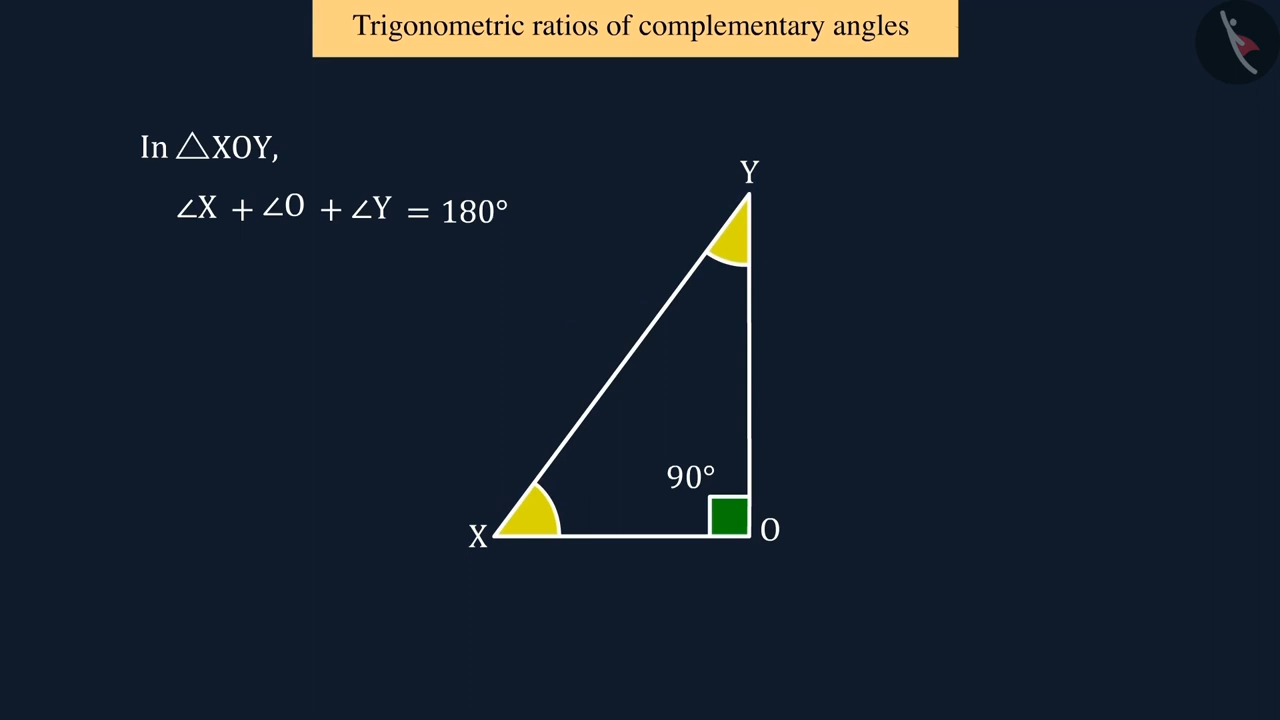 Trigonometric ratios of complementary angles
In △XOY,
∠X + ∠O + ∠Y = 180°
Y
90°
X
O